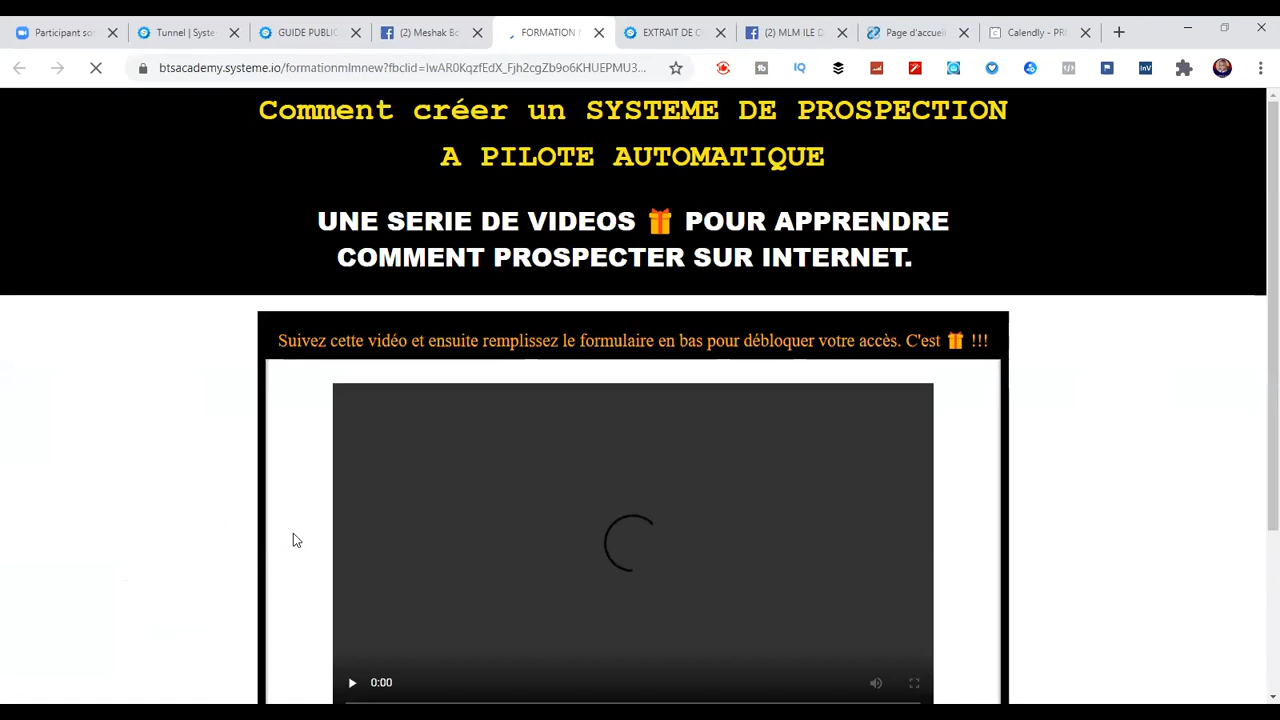 Participant so
Tunnel | Syste
GUIDE PUBLIC
(2) Meshak Bo
FORMATION
EXTRAIT DE
(2) MLM ILE D
Page d'accuei
Calendly - PR
btsacademy.systeme.io/formationmlmnew?fbclid=IwAR0KqzfEdX_Fjh2cgZb9o6KHUEPMU3...
Comment créer un SYSTEME DE PROSPECTION
A PILOTE AUTOMATIQUE
UNE SERIE DE VIDEOS 🎁 POUR APPRENDRE
COMMENT PROSPECTER SUR INTERNET.
Suivez cette vidéo et ensuite remplissez le formulaire en bas pour débloquer votre accès. C'est 🎁 !!!
0:00